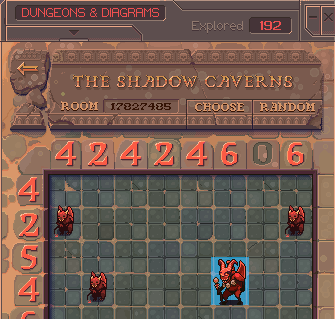 DUNGEONS & DIAGRAMS
Explored 192
THE SHADOW CAVERNS
ROOM 17827485 CHOOSE RANDOM
4 2 4 2 4 6 0 6
4
2
5
4